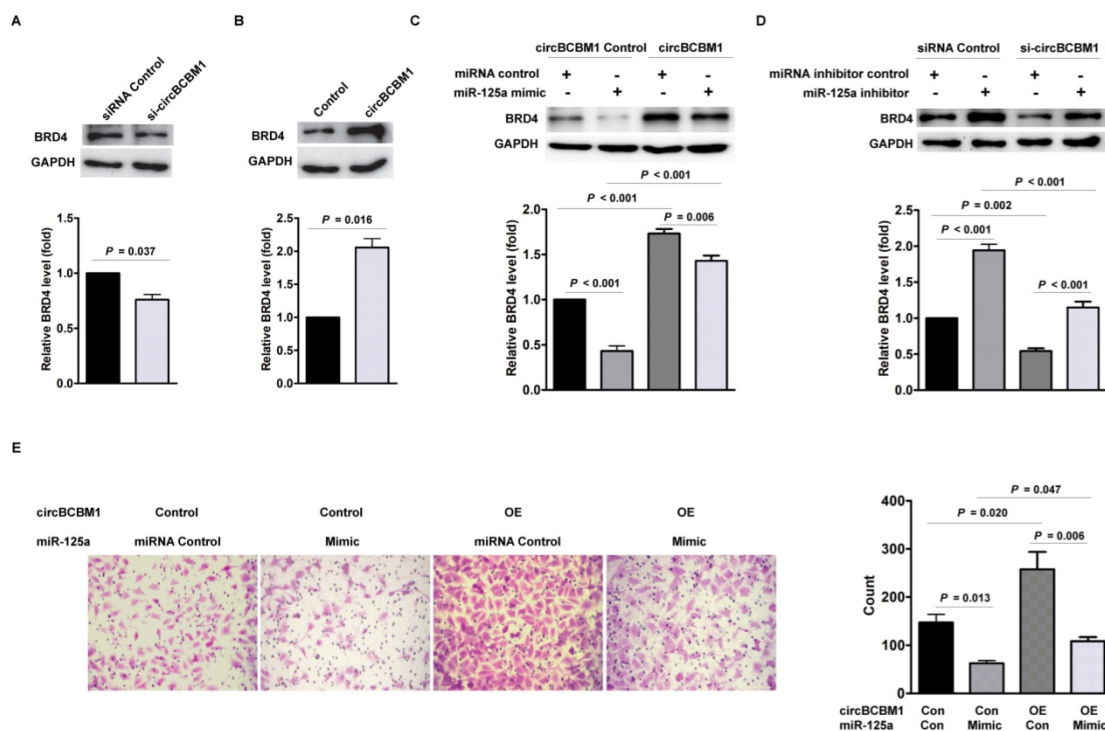 A
siRNA Control
si-circBCBM1
BRD4
GAPDH
Relative BRD4 level (fold)
1.5
1.0
0.5
0.0
P = 0.037
B
Control
circBCBM1
BRD4
GAPDH
Relative BRD4 level (fold)
2.5
2.0
1.5
1.0
0.5
0.0
P = 0.016
C
circBCBM1 Control circBCBM1
miRNA control + - + -
miR-125a mimic - + - +
BRD4
GAPDH
Relative BRD4 level (fold)
2.0
1.5
1.0
0.5
0.0
P < 0.001
P < 0.001
P = 0.006
P < 0.001
D
siRNA Control si-circBCBM1
miRNA inhibitor control + - + -
miR-125a inhibitor - + - +
BRD4
GAPDH
Relative BRD4 level (fold)
2.5
2.0
1.5
1.0
0.5
0.0
P < 0.001
P = 0.002
P < 0.001
P < 0.001
E
circBCBM1 Control Control OE OE
miR-125a miRNA Control Mimic miRNA Control Mimic
Count
400
300
200
100
0
P = 0.047
P = 0.020
P = 0.006
P = 0.013
circBCBM1 Con Con OE OE
miR-125a Con Mimic Con Mimic